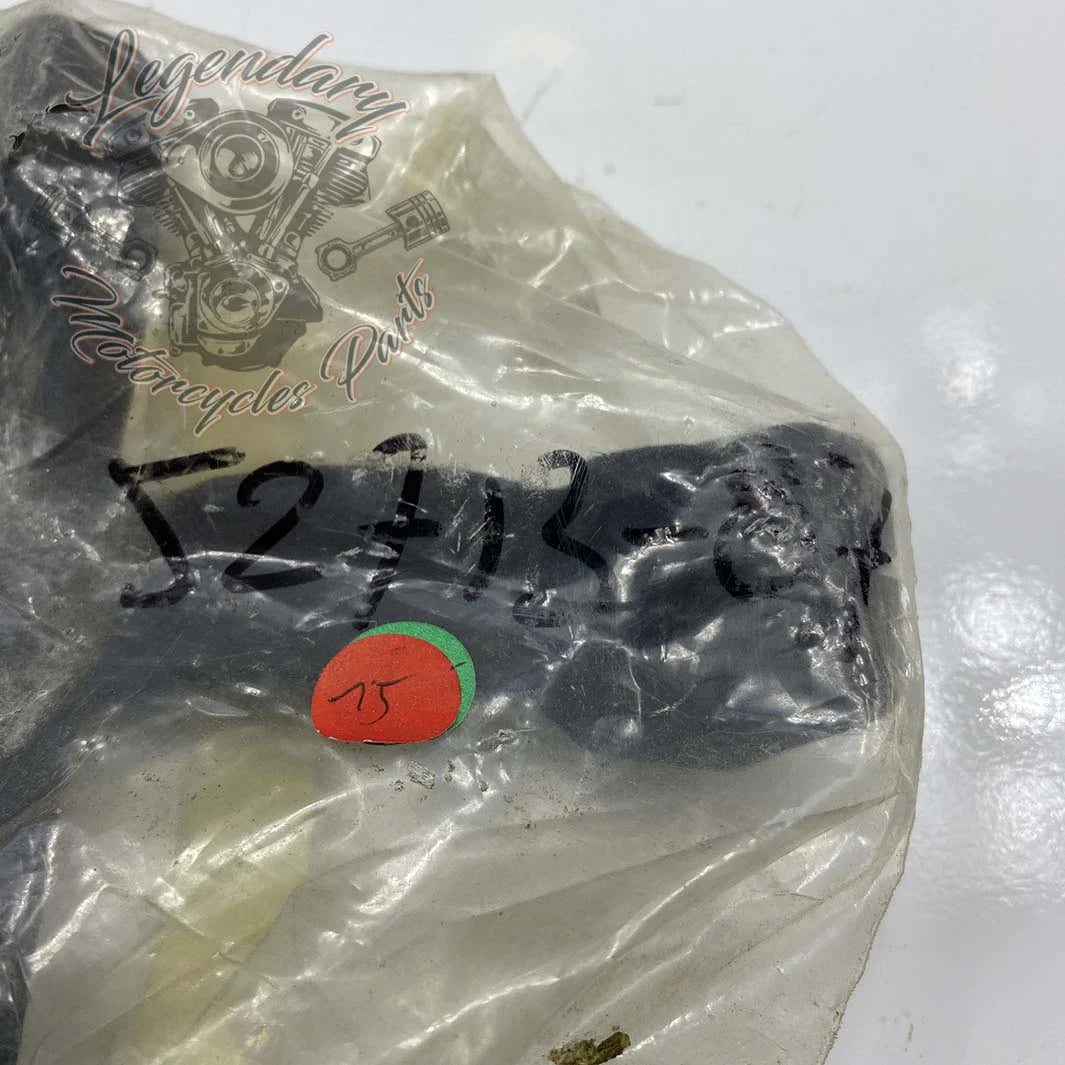 Legendary
Motorcycles Parts
52713-04
15